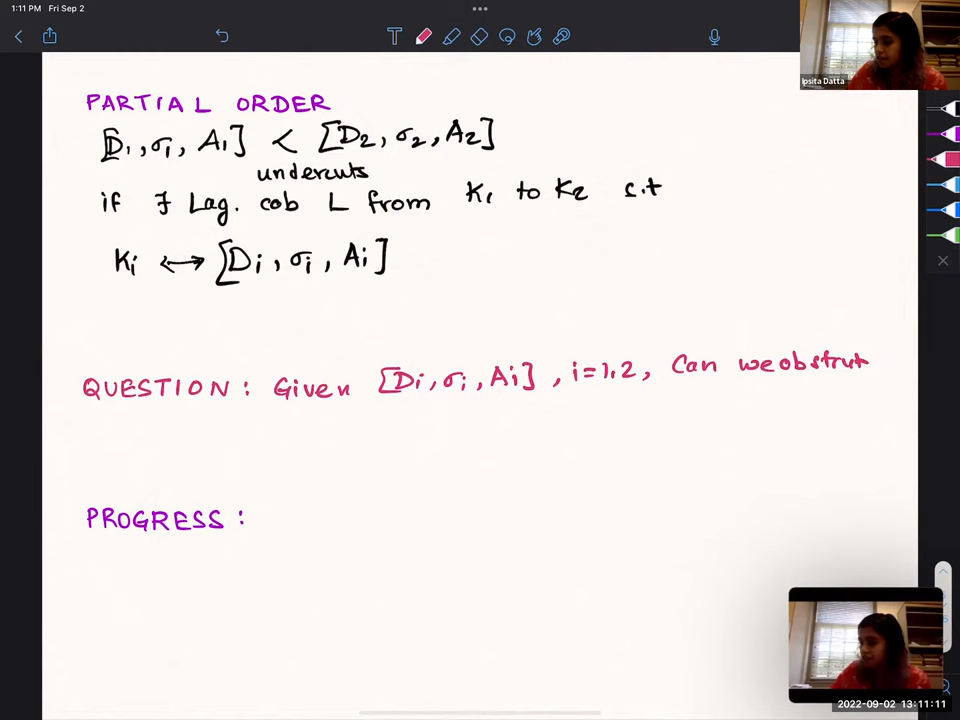 1:11 PM Fri Sep 2
Ipsita Datta
PARTIAL ORDER
[D₁, σ₁, A₁] < [D₂, σ₂, A₂]
undercuts
if ∃ Lag. cob L from K₁ to K₂ s.t
Kᵢ ↔ [Dᵢ, σᵢ, Aᵢ]
QUESTION: Given [Dᵢ, σᵢ, Aᵢ], i=1,2, Can we obstrut
PROGRESS:
2022-09-02 13:11:11